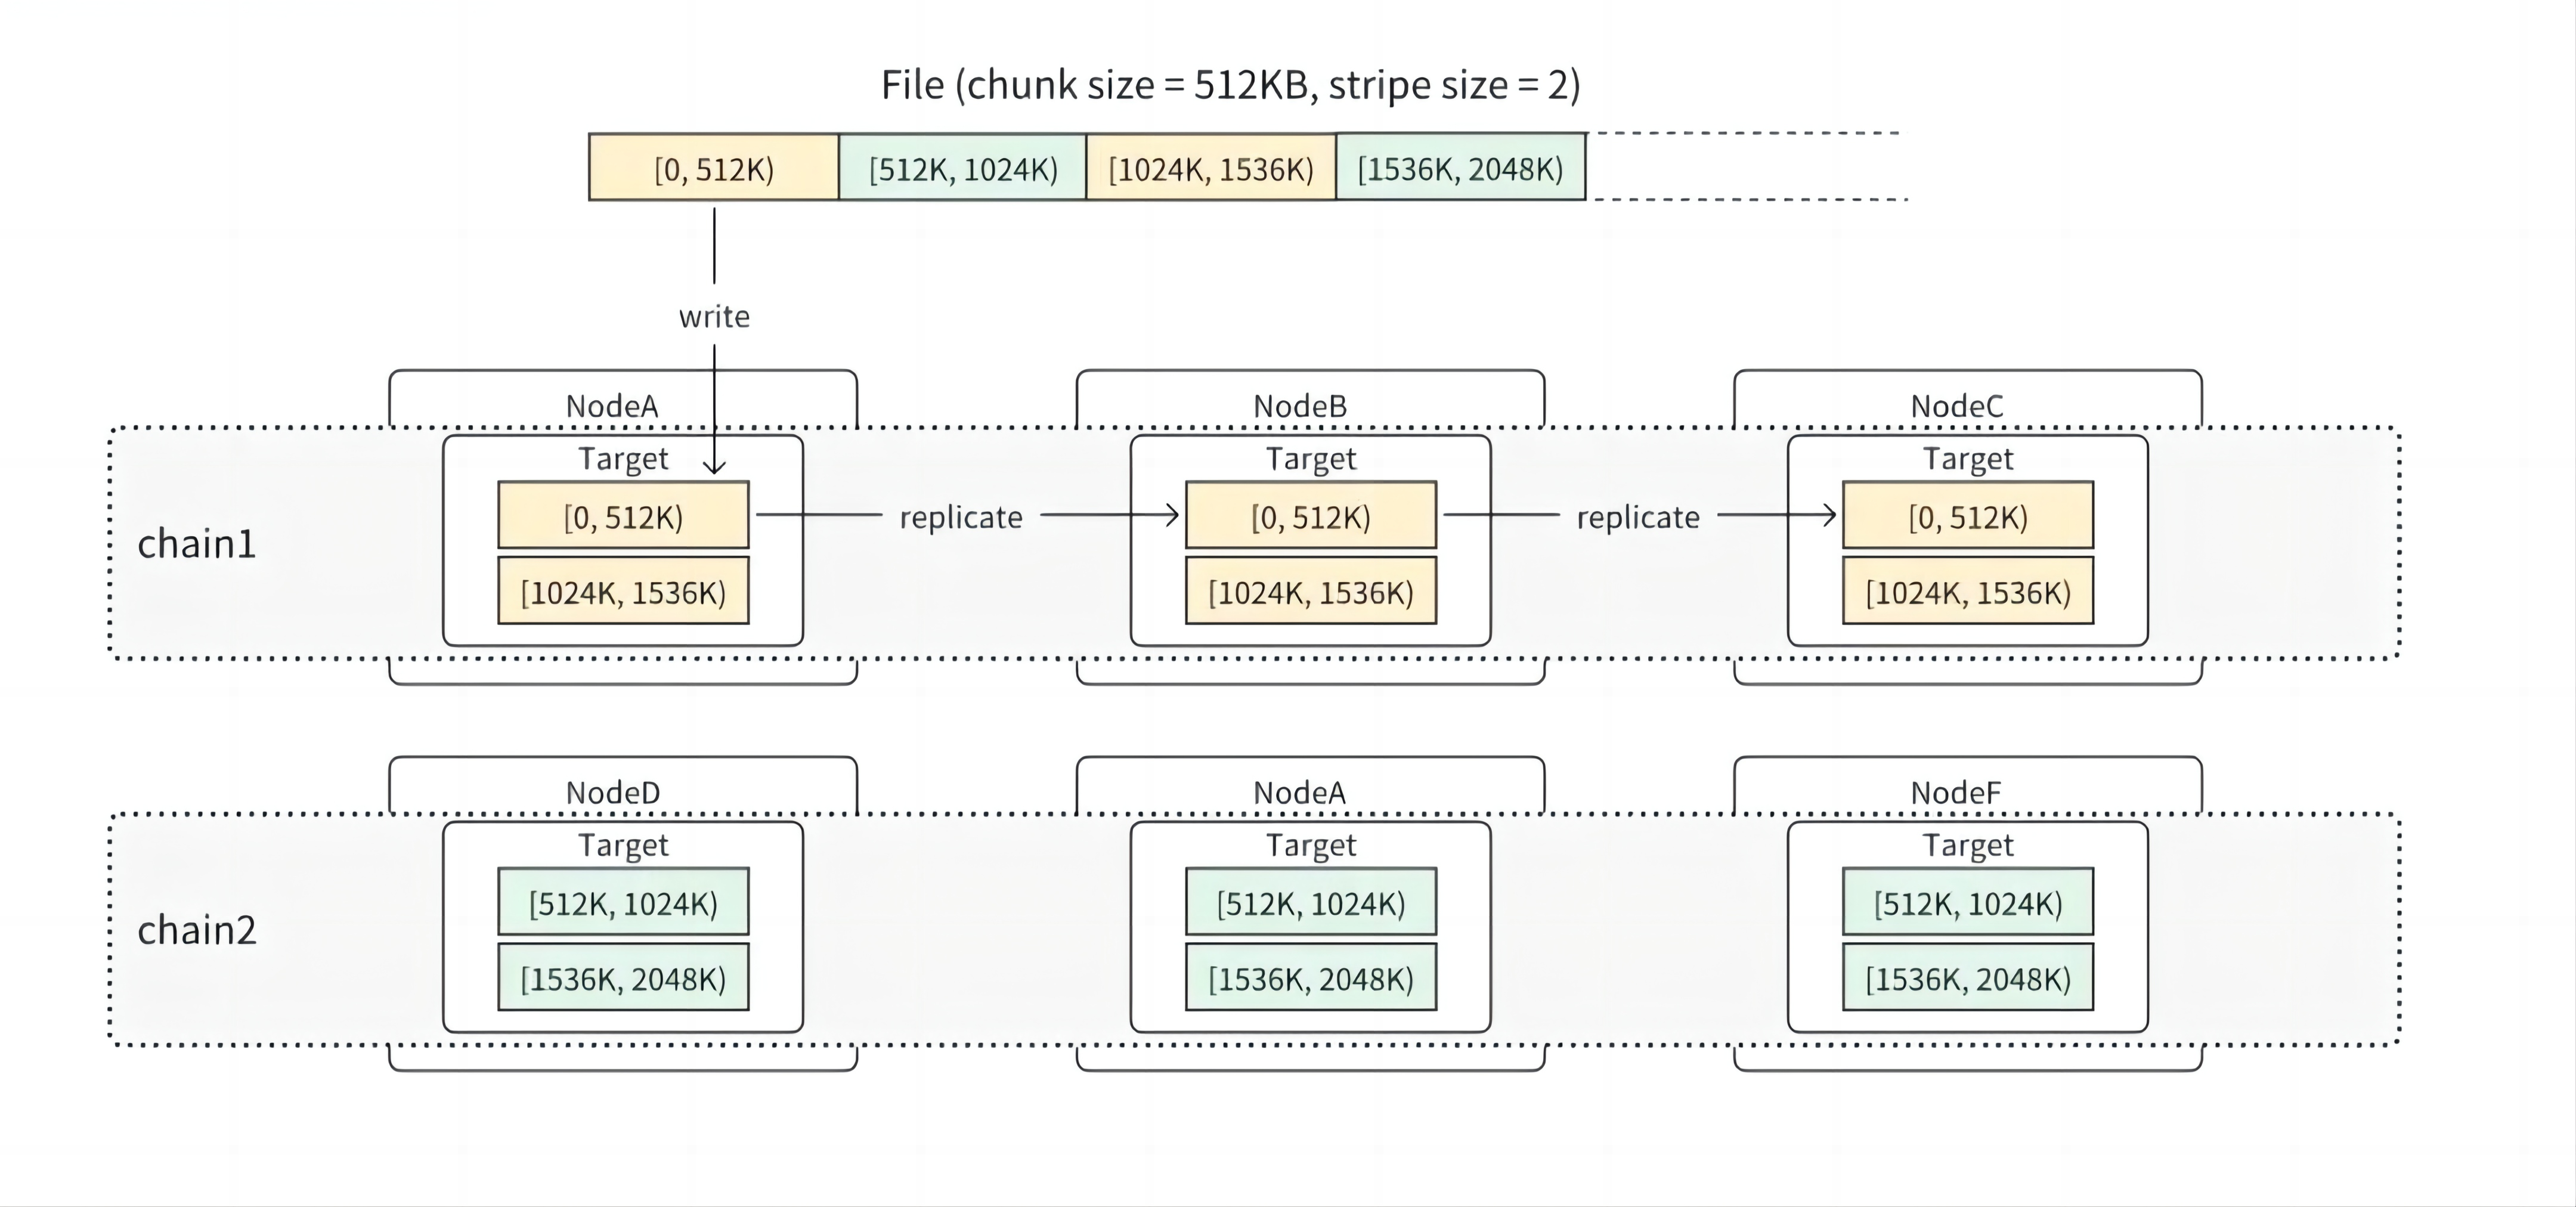 File (chunk size = 512KB, stripe size = 2)
[0, 512K)
[512K, 1024K)
[1024K, 1536K)
[1536K, 2048K)
write
NodeA
NodeB
NodeC
Target
Target
Target
chain1
[0, 512K)
replicate
[0, 512K)
replicate
[0, 512K)
[1024K, 1536K)
[1024K, 1536K)
[1024K, 1536K)
NodeD
NodeA
NodeF
Target
Target
Target
chain2
[512K, 1024K)
[512K, 1024K)
[512K, 1024K)
[1536K, 2048K)
[1536K, 2048K)
[1536K, 2048K)